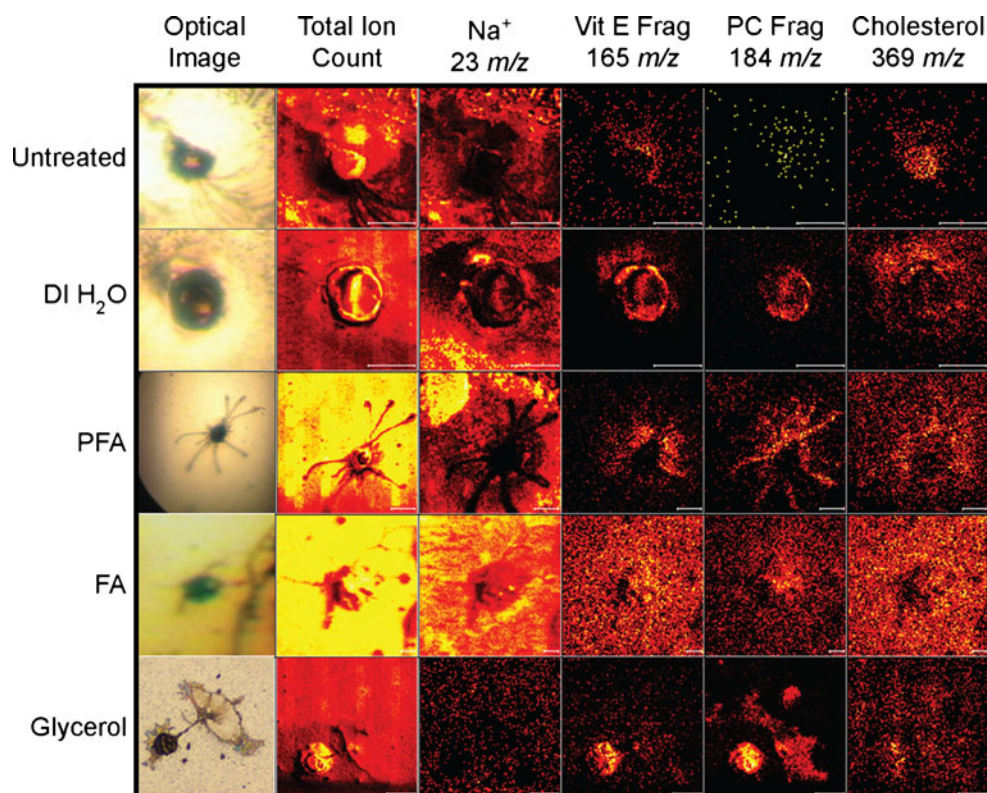 Optical Image
Total Ion Count
Na⁺ 23 m/z
Vit E Frag 165 m/z
PC Frag 184 m/z
Cholesterol 369 m/z
Untreated
DI H₂O
PFA
FA
Glycerol